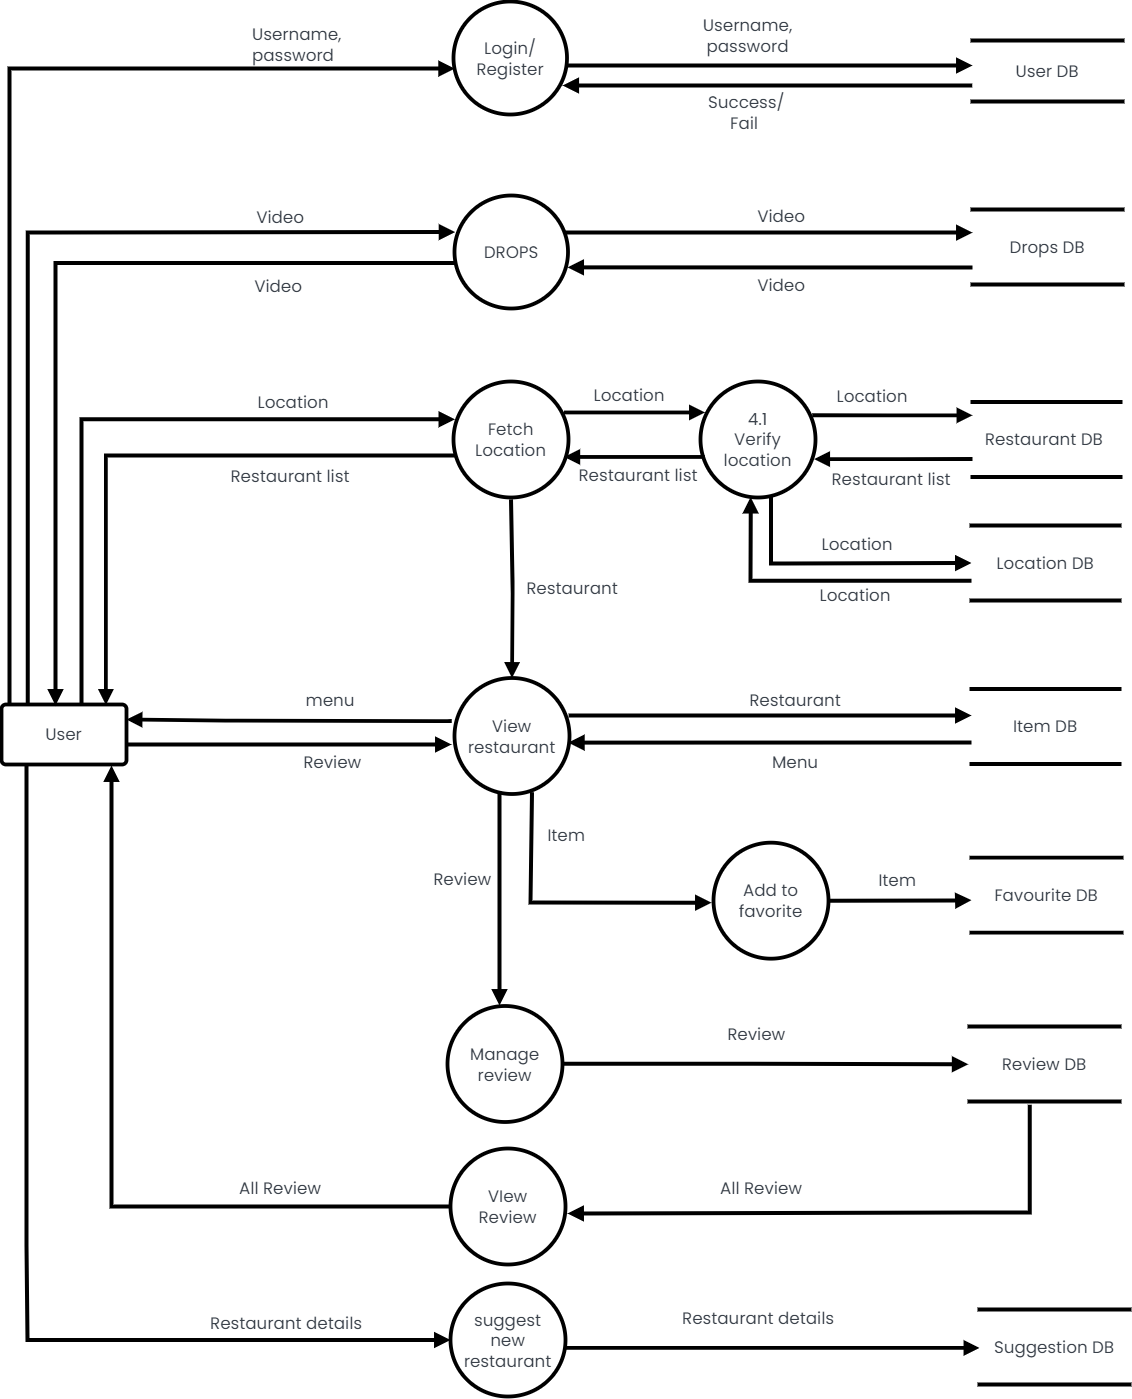 Username,
password
Login/
Register
Username,
password
Success/
Fail
User DB
Video
Video
DROPS
Video
Video
Drops DB
Location
Restaurant list
Fetch
Location
Location
Restaurant list
4.1
Verify
location
Location
Restaurant list
Restaurant DB
Location
Location
Location DB
Restaurant
User
menu
Review
View
restaurant
Restaurant
Menu
Item DB
Item
Review
Add to
favorite
Item
Favourite DB
Manage
review
Review
Review DB
All Review
VIew
Review
All Review
Restaurant details
suggest
new
restaurant
Restaurant details
Suggestion DB